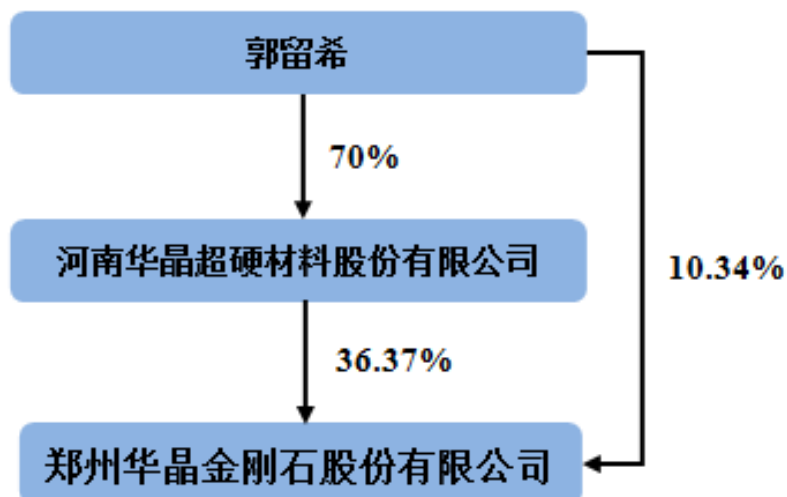 郭留希
70%
河南华晶超硬材料股份有限公司
10.34%
36.37%
郑州华晶金刚石股份有限公司